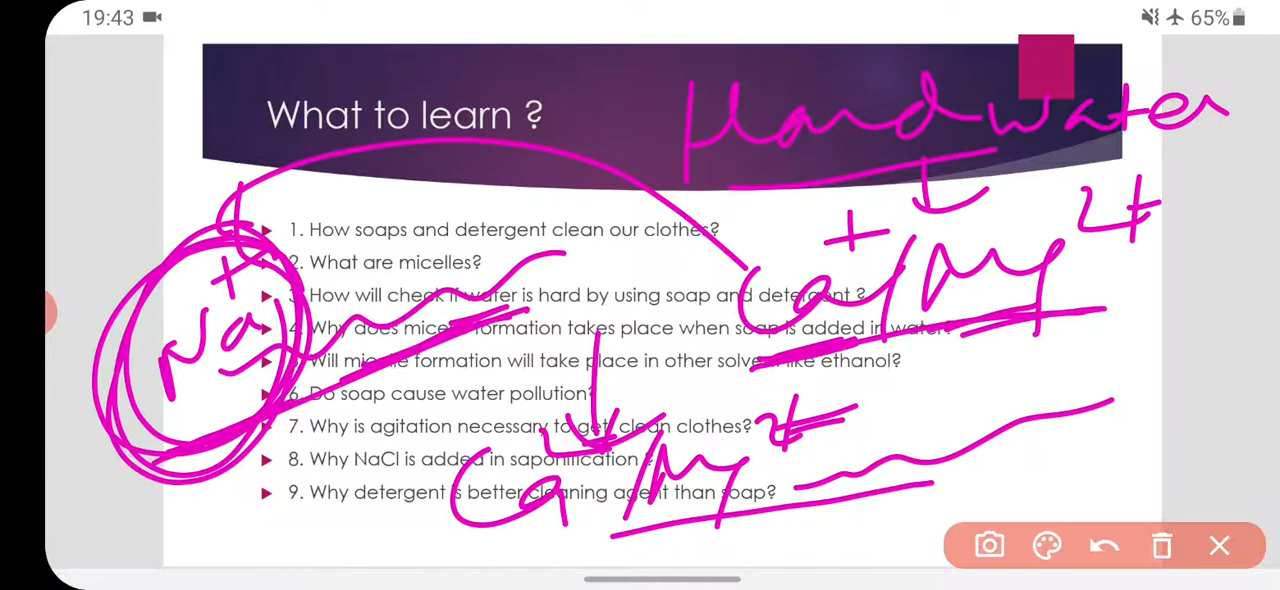 19:43 65%
What to learn ?
Hard water
1. How soaps and detergent clean our clothes?
2. What are micelles?
3. How will check if water is hard by using soap and detergent ?
4. Why does micelle formation takes place when soap is added in water?
5. Will micelle formation will take place in other solvent like ethanol?
6. Do soap cause water pollution?
7. Why is agitation necessary to get clean clothes?
8. Why NaCl is added in saponification ?
9. Why detergent is better cleaning agent than soap?
Na+
+ Ca/Mg 2+
Ca/Mg 2+